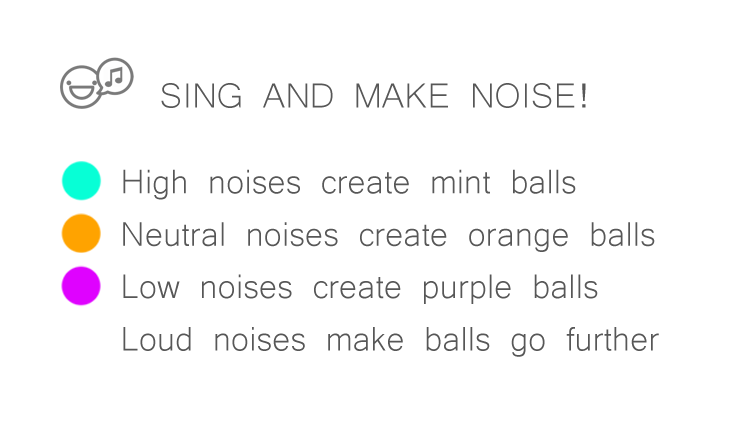 SING AND MAKE NOISE!
High noises create mint balls
Neutral noises create orange balls
Low noises create purple balls
Loud noises make balls go further